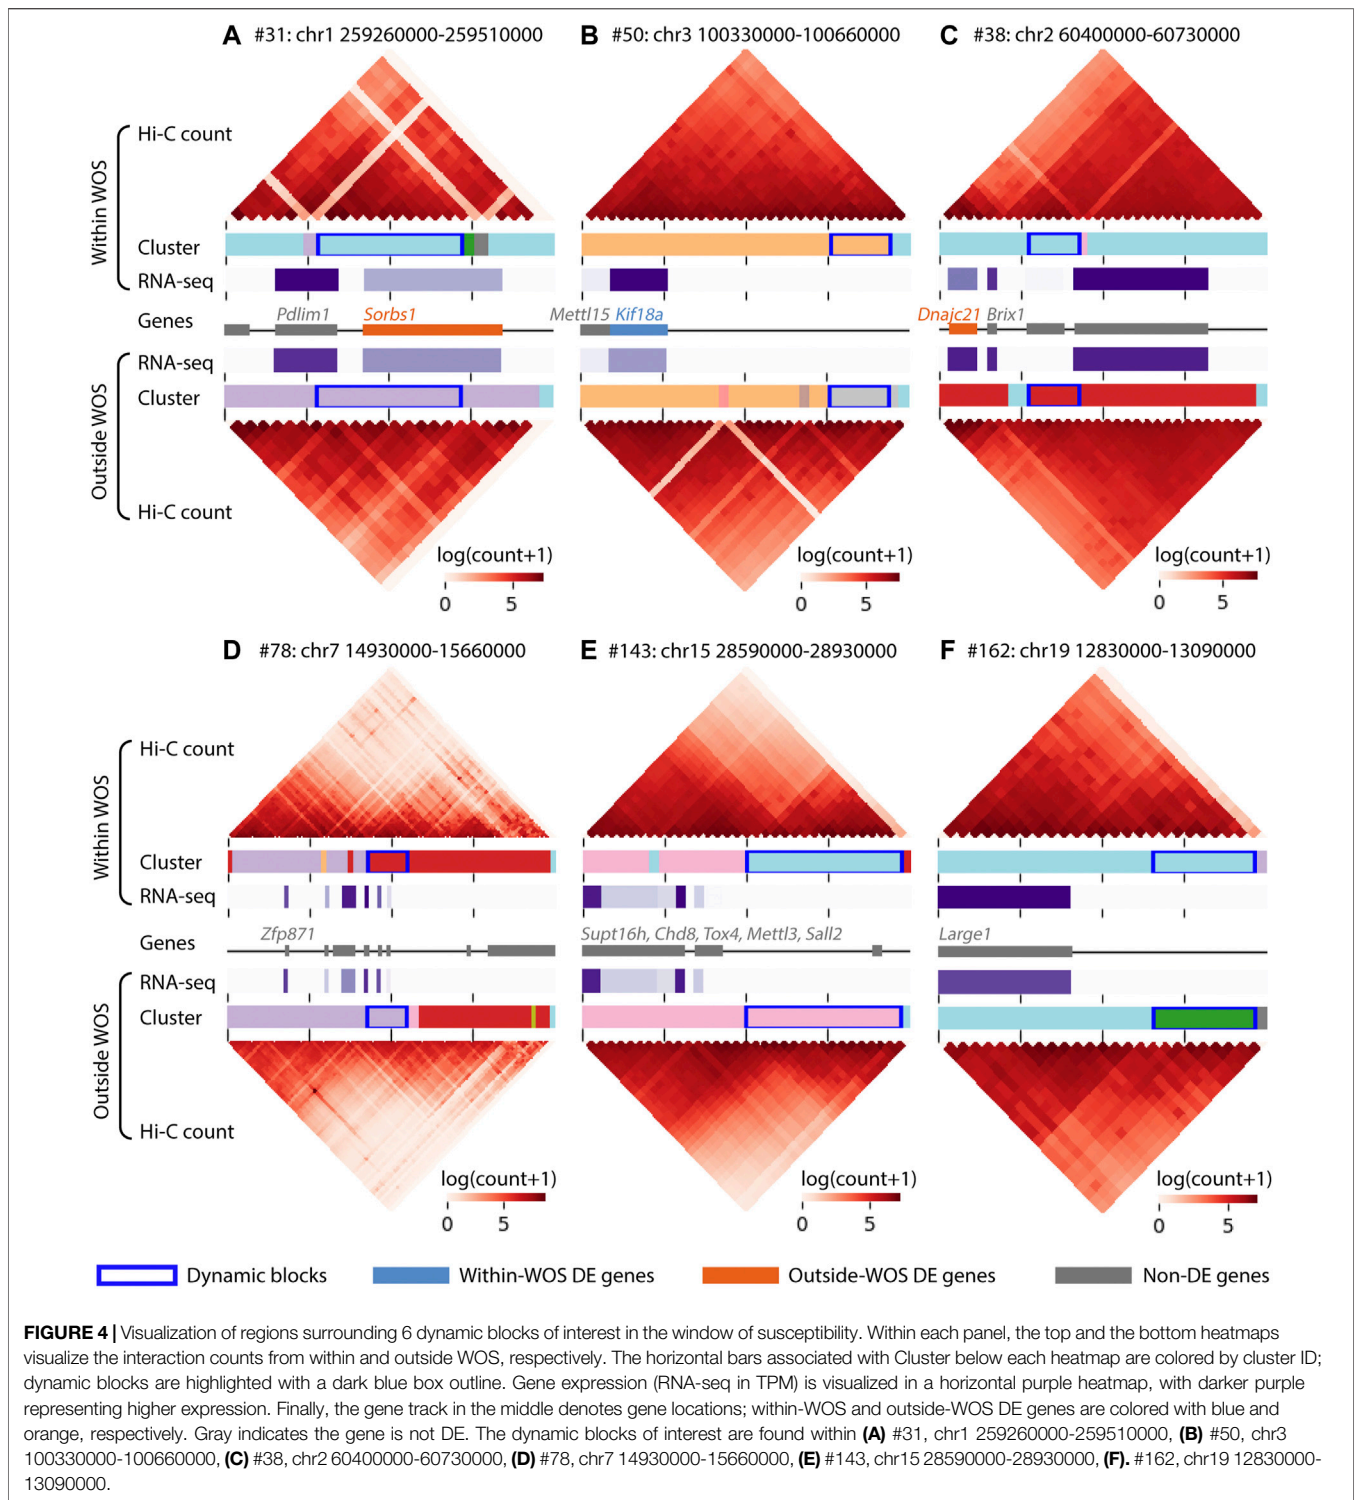 A #31: chr1 259260000-259510000
B #50: chr3 100330000-100660000
C #38: chr2 60400000-60730000
Within WOS
Hi-C count
Cluster
RNA-seq
Genes
Pdlim1 Sorbs1
Mettl15 Kif18a
Dnajc21 Brix1
Outside WOS
RNA-seq
Cluster
Hi-C count
log(count+1)
0 5
log(count+1)
0 5
log(count+1)
0 5
D #78: chr7 14930000-15660000
E #143: chr15 28590000-28930000
F #162: chr19 12830000-13090000
Within WOS
Hi-C count
Cluster
RNA-seq
Genes
Zfp871
Supt16h, Chd8, Tox4, Mettl3, Sall2
Large1
Outside WOS
RNA-seq
Cluster
Hi-C count
log(count+1)
0 5
log(count+1)
0 5
log(count+1)
0 5
Dynamic blocks
Within-WOS DE genes
Outside-WOS DE genes
Non-DE genes
FIGURE 4 | Visualization of regions surrounding 6 dynamic blocks of interest in the window of susceptibility. Within each panel, the top and the bottom heatmaps
visualize the interaction counts from within and outside WOS, respectively. The horizontal bars associated with Cluster below each heatmap are colored by cluster ID;
dynamic blocks are highlighted with a dark blue box outline. Gene expression (RNA-seq in TPM) is visualized in a horizontal purple heatmap, with darker purple
representing higher expression. Finally, the gene track in the middle denotes gene locations; within-WOS and outside-WOS DE genes are colored with blue and
orange, respectively. Gray indicates the gene is not DE. The dynamic blocks of interest are found within (A) #31, chr1 259260000-259510000, (B) #50, chr3
100330000-100660000, (C) #38, chr2 60400000-60730000, (D) #78, chr7 14930000-15660000, (E) #143, chr15 28590000-28930000, (F). #162, chr19 12830000-
13090000.